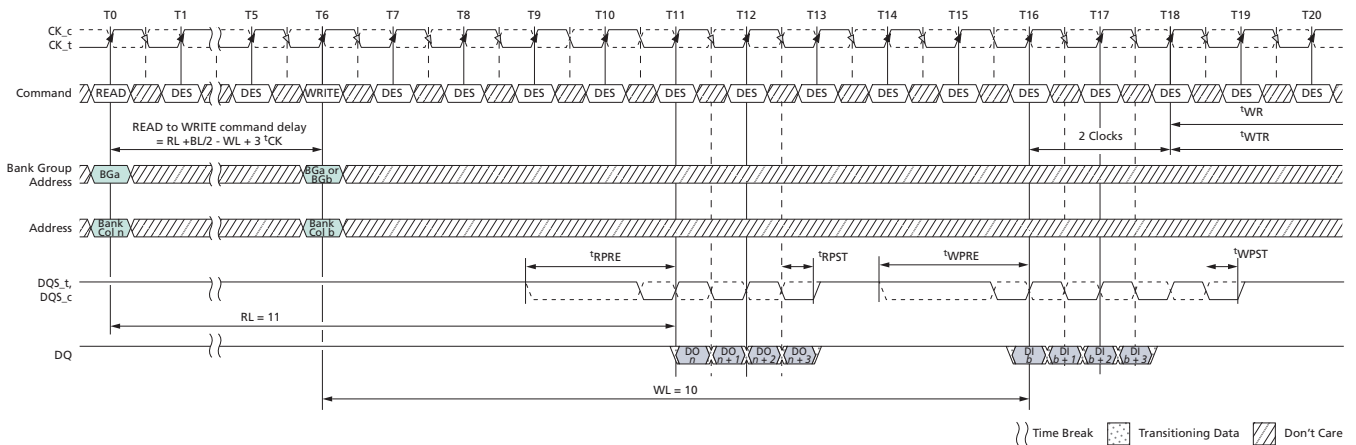 T0 T1 T5 T6 T7 T8 T9 T10 T11 T12 T13 T14 T15 T16 T17 T18 T19 T20
CK_c
CK_t
Command READ DES DES WRITE DES DES DES DES DES DES DES DES DES DES DES DES DES DES
tWR
READ to WRITE command delay
= RL +BL/2 - WL + 3 tCK
2 Clocks tWTR
Bank Group
Address
BGa
BGa or
BGb
Address
Bank
Col n
Bank
Col b
tRPRE tRPST tWPRE tWPST
DQS_t,
DQS_c
RL = 11
DQ
DO
n
DO
n + 1
DO
n + 2
DO
n + 3
DI
b
DI
b + 1
DI
b + 2
DI
b + 3
WL = 10
Time Break Transitioning Data Don't Care